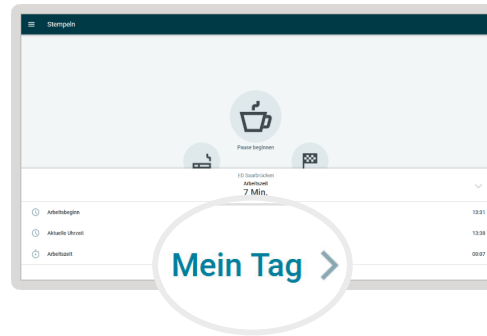 Stempeln
Pause beginnen
EG Saarbrücken
Arbeitszeit
7 Min.
Arbeitsbeginn 13:31
Aktuelle Uhrzeit 13:38
Arbeitszeit 00:07
Mein Tag